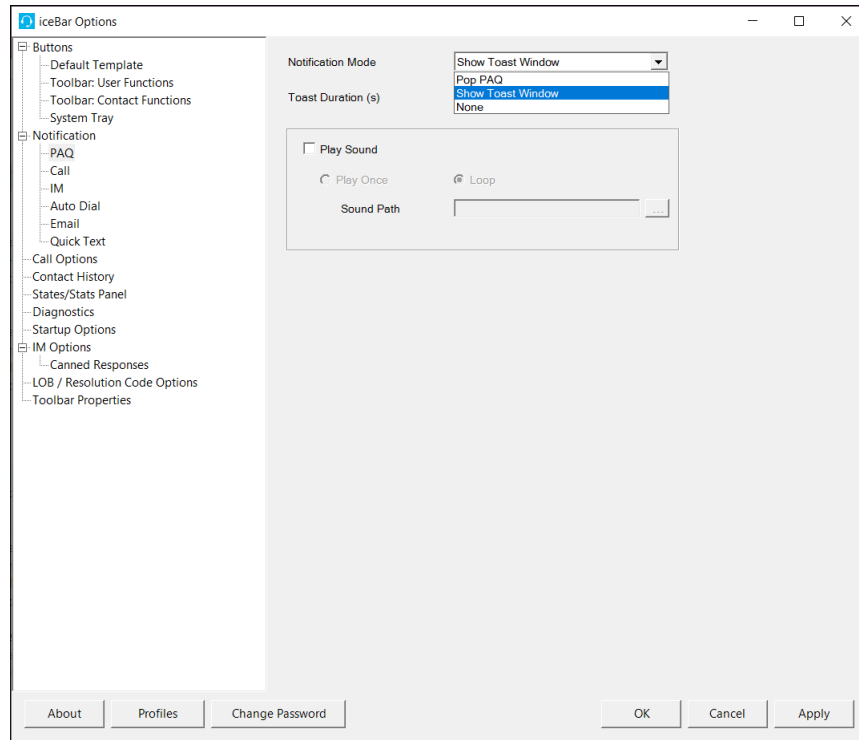 iceBar Options
Buttons
Default Template
Toolbar: User Functions
Toolbar: Contact Functions
System Tray
Notification
PAQ
Call
IM
Auto Dial
Email
Quick Text
Call Options
Contact History
States/Stats Panel
Diagnostics
Startup Options
IM Options
Canned Responses
LOB / Resolution Code Options
Toolbar Properties
Notification Mode
Show Toast Window
Pop PAQ
Show Toast Window
None
Toast Duration (s)
Play Sound
Play Once
Loop
Sound Path
...
About
Profiles
Change Password
OK
Cancel
Apply